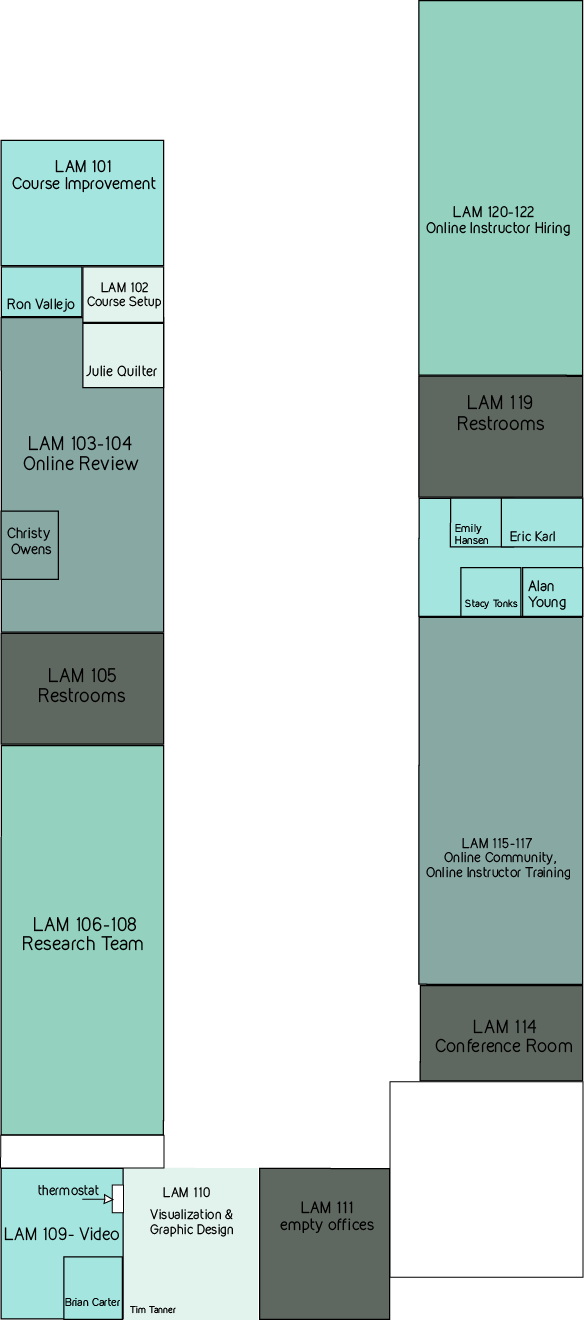 LAM 101
Course Improvement
Ron Vallejo
LAM 102
Course Setup
Julie Quilter
LAM 103-104
Online Review
Christy
Owens
LAM 105
Restrooms
LAM 106-108
Research Team
thermostat
LAM 109- Video
Brian Carter
LAM 110
Visualization &
Graphic Design
Tim Tanner
LAM 111
empty offices
LAM 120-122
Online Instructor Hiring
LAM 119
Restrooms
Emily
Hansen
Eric Karl
Stacy Tonks
Alan
Young
LAM 115-117
Online Community,
Online Instructor Training
LAM 114
Conference Room